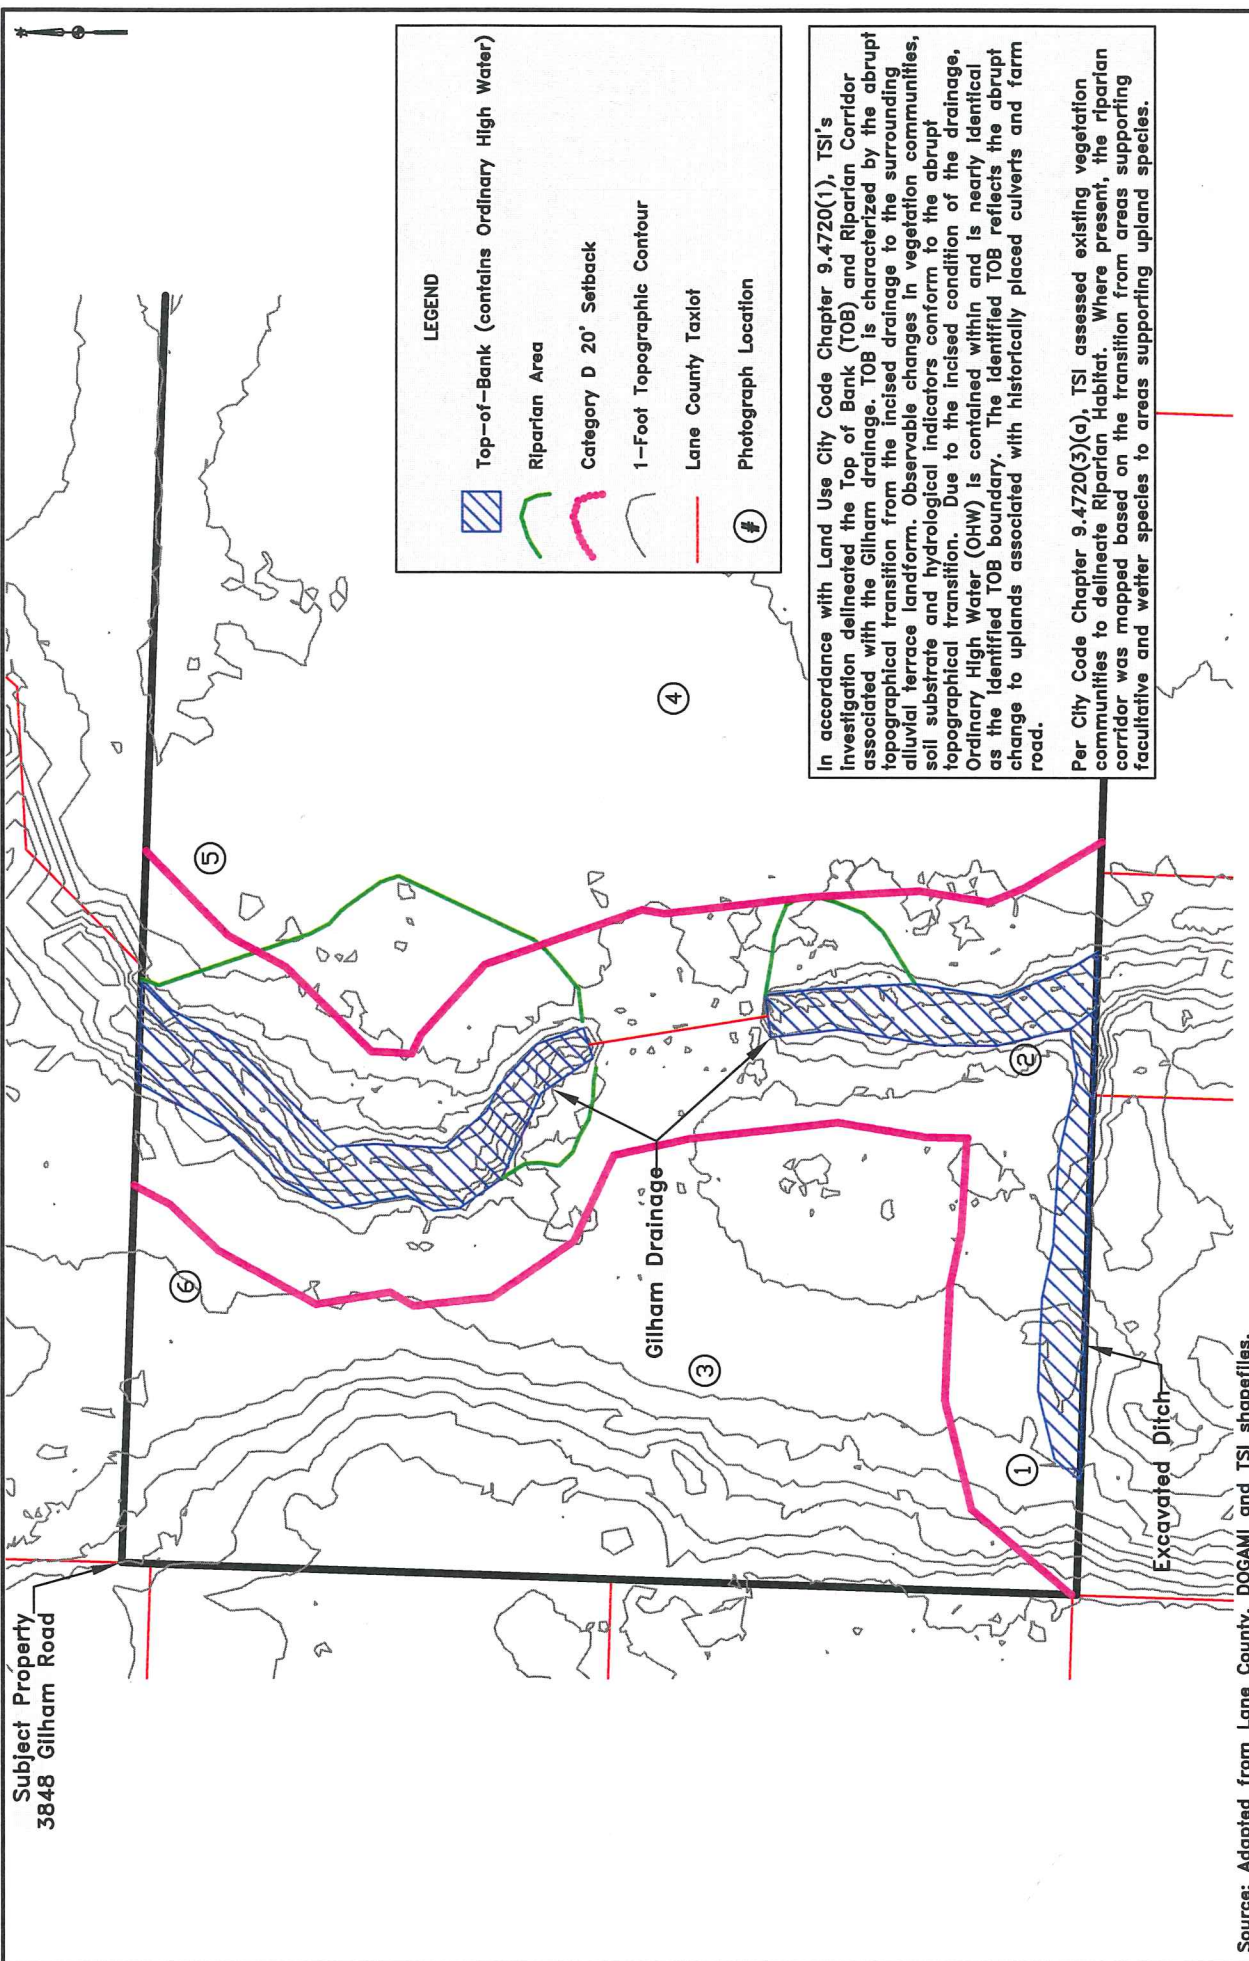 Subject Property
3848 Gilham Road
#
LEGEND
Top-of-Bank (contains Ordinary High Water)
Riparian Area
Category D 20' Setback
1-Foot Topographic Contour
Lane County Taxlot
# Photograph Location
6
5
3
4
Gilham Drainage
1
2
Excavated Ditch
In accordance with Land Use City Code Chapter 9.4720(1), TSI's
investigation delineated the Top of Bank (TOB) and Riparian Corridor
associated with the Gilham drainage. TOB is characterized by the abrupt
topographical transition from the incised drainage to the surrounding
alluvial terrace landform. Observable changes in vegetation communities,
soil substrate and hydrological indicators conform to the abrupt
topographical transition. Due to the incised condition of the drainage,
Ordinary High Water (OHW) is contained within and is nearly identical
as the identified TOB boundary. The identified TOB reflects the abrupt
change to uplands associated with historically placed culverts and farm
road.
Per City Code Chapter 9.4720(3)(a), TSI assessed existing vegetation
communities to delineate Riparian Habitat. Where present, the riparian
corridor was mapped based on the transition from areas supporting
facultative and wetter species to areas supporting upland species.
Source: Adapted from Lane County, DOGAMI and TSI shapefiles.